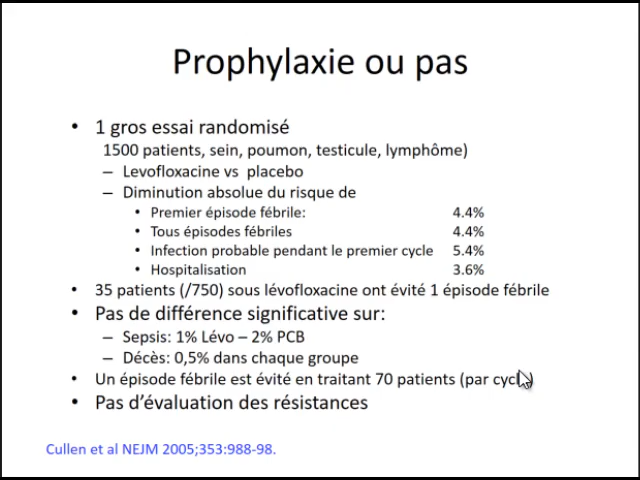 Prophylaxie ou pas
• 1 gros essai randomisé
1500 patients, sein, poumon, testicule, lymphôme)
– Levofloxacine vs placebo
– Diminution absolue du risque de
• Premier épisode fébrile: 4.4%
• Tous épisodes fébriles 4.4%
• Infection probable pendant le premier cycle 5.4%
• Hospitalisation 3.6%
• 35 patients (/750) sous lévofloxacine ont évité 1 épisode fébrile
• Pas de différence significative sur:
– Sepsis: 1% Lévo – 2% PCB
– Décès: 0,5% dans chaque groupe
• Un épisode fébrile est évité en traitant 70 patients (par cycle)
• Pas d'évaluation des résistances
Cullen et al NEJM 2005;353:988-98.